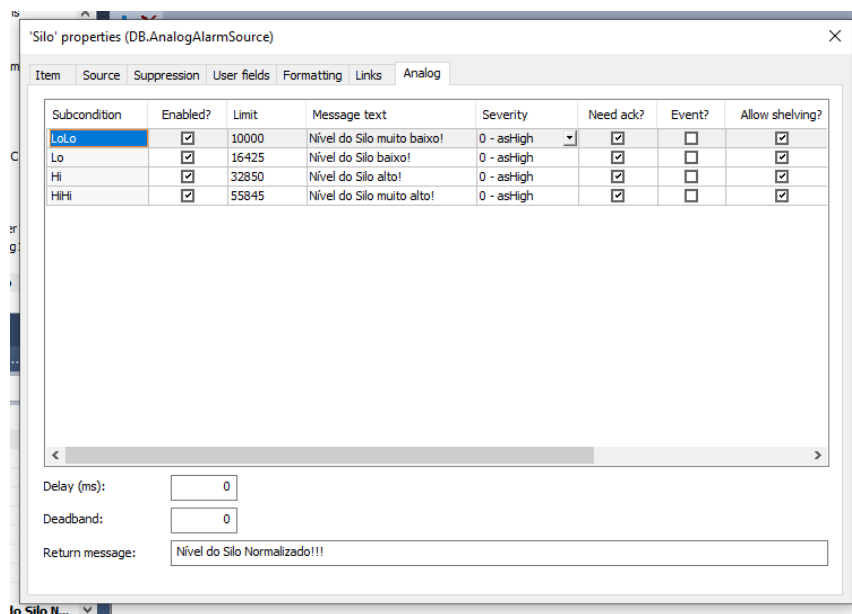 'Silo' properties (DB.AnalogAlarmSource)
Item Source Suppression User fields Formatting Links Analog
Subcondition Enabled? Limit Message text Severity Need ack? Event? Allow shelving?
LoLo 10000 Nível do Silo muito baixo! 0 - asHigh
Lo 16425 Nível do Silo baixo! 0 - asHigh
Hi 32850 Nível do Silo alto! 0 - asHigh
HiHi 55845 Nível do Silo muito alto! 0 - asHigh
Delay (ms): 0
Deadband: 0
Return message: Nível do Silo Normalizado!!!
do Silo N...